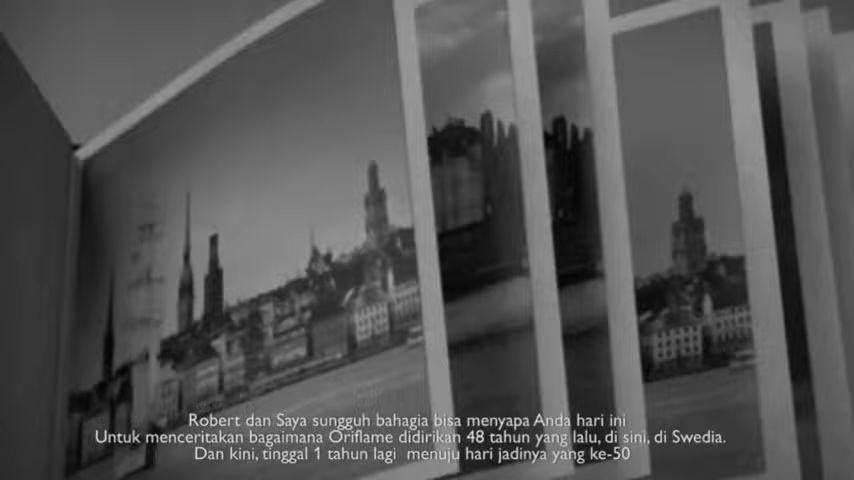 Robert dan Saya sungguh bahagia bisa menyapa Anda hari ini
Untuk menceritakan bagaimana Oriflame didirikan 48 tahun yang lalu, di sini, di Swedia.
Dan kini, tinggal 1 tahun lagi menuju hari jadinya yang ke-50